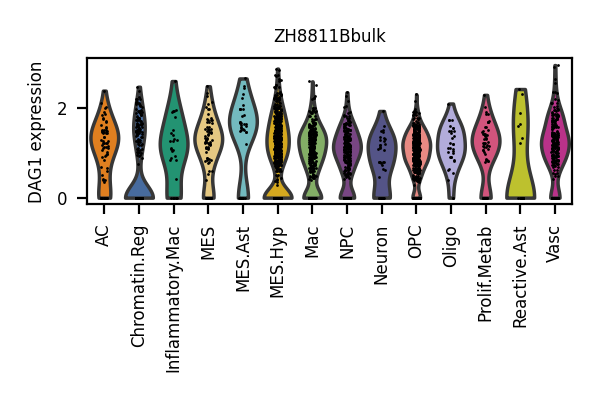 ZH8811Bbulk
DAG1 expression
2
0
AC
Chromatin.Reg
Inflammatory.Mac
MES
MES.Ast
MES.Hyp
Mac
NPC
Neuron
OPC
Oligo
Prolif.Metab
Reactive.Ast
Vasc